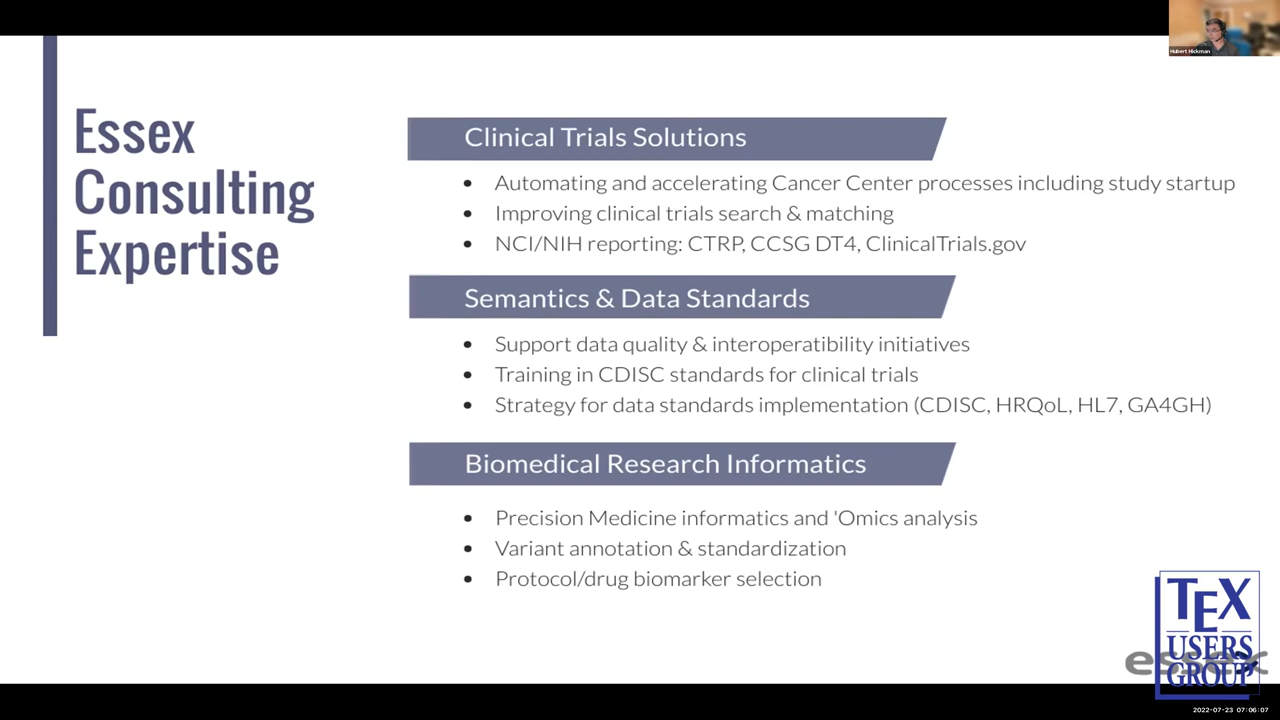 Hubert Hickman
Essex
Consulting
Expertise
Clinical Trials Solutions
• Automating and accelerating Cancer Center processes including study startup
• Improving clinical trials search & matching
• NCI/NIH reporting: CTRP, CCSG DT4, ClinicalTrials.gov
Semantics & Data Standards
• Support data quality & interoperatibility initiatives
• Training in CDISC standards for clinical trials
• Strategy for data standards implementation (CDISC, HRQoL, HL7, GA4GH)
Biomedical Research Informatics
• Precision Medicine informatics and 'Omics analysis
• Variant annotation & standardization
• Protocol/drug biomarker selection
TEX
USERS
GROUP
essex
2022-07-23 07:06:07